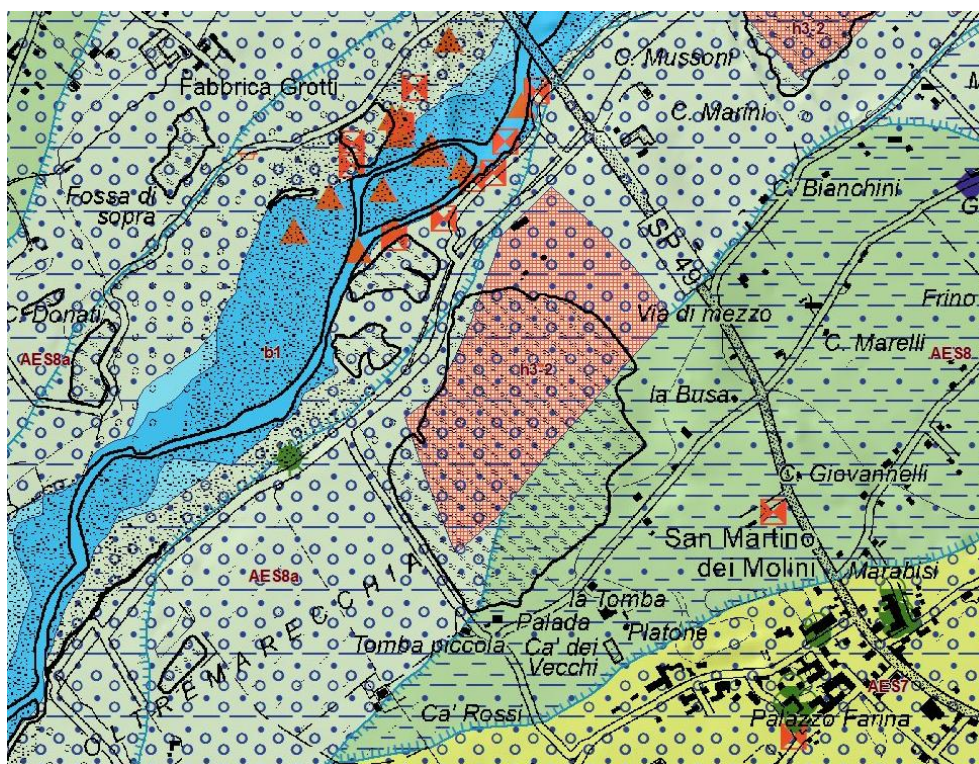 h3-2
C. Mussoni
Fabbrica Grotti
C. Marini
Fossa di
sopra
C. Bianchini
SP 49
C. Donati
Via di mezzo
Frino
C. Marelli
AES8a
b1
h3-2
AES8
la Busa
C. Giovannelli
San Martino
dei Molini
AES8a
Marabisi
TREMARECCHIA
la Tomba
Palada
Platone
Tomba piccola
Ca' dei
Vecchi
AES7
Ca' Rossi
Palazzo Farina